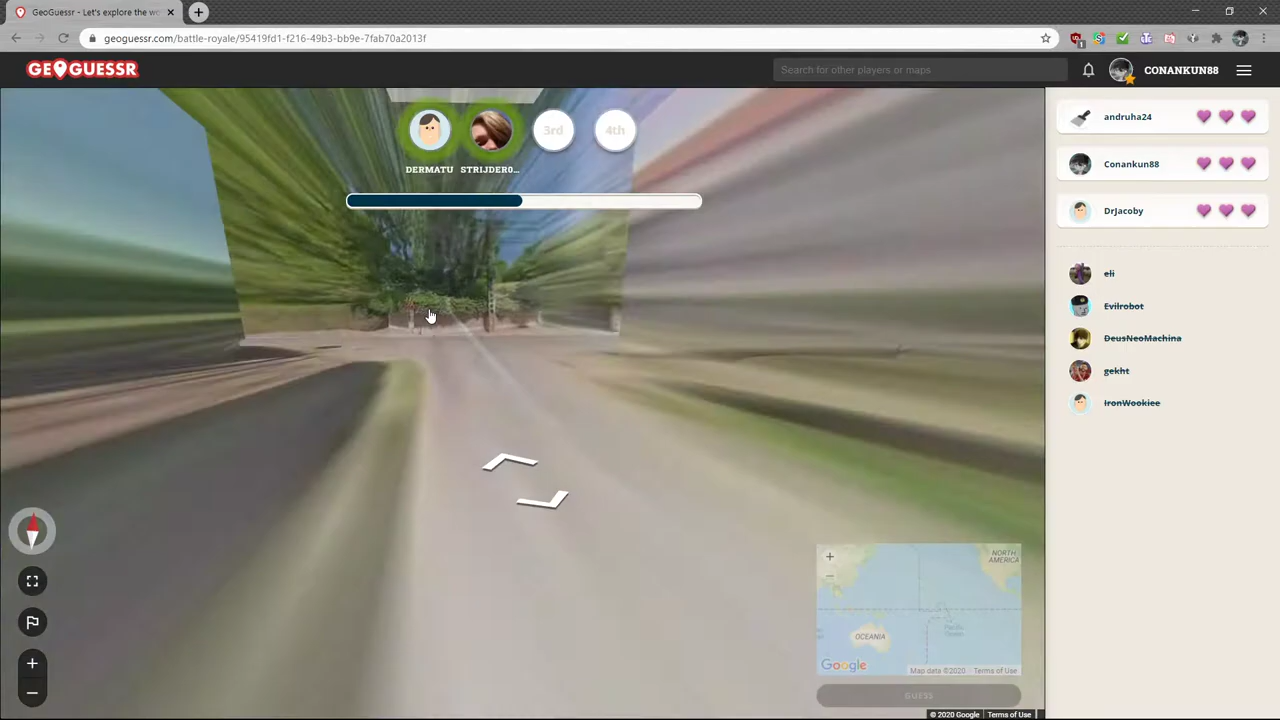 GeoGuessr - Let's explore the wo
geoguessr.com/battle-royale/95419fd1-f216-49b3-bb9e-7fab70a2013f
GEOGUESSR
Search for other players or maps
CONANKUN88
3rd
4th
DERMATU
STRIJDER0...
andruha24
Conankun88
DrJacoby
eli
Evilrobot
DeusNeoMachina
gekht
IronWookiee
NORTH
AMERICA
Pacific
Ocean
OCEANIA
Google
Map data ©2020
Terms of Use
GUESS
© 2020 Google
Terms of Use